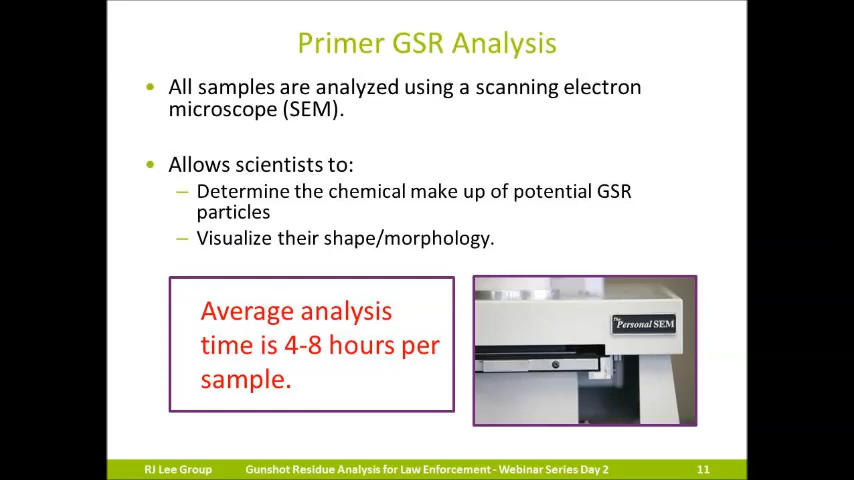 Primer GSR Analysis
• All samples are analyzed using a scanning electron
microscope (SEM).
• Allows scientists to:
– Determine the chemical make up of potential GSR
particles
– Visualize their shape/morphology.
Average analysis
time is 4-8 hours per
sample.
The Personal SEM
RJ Lee Group Gunshot Residue Analysis for Law Enforcement - Webinar Series Day 2 11